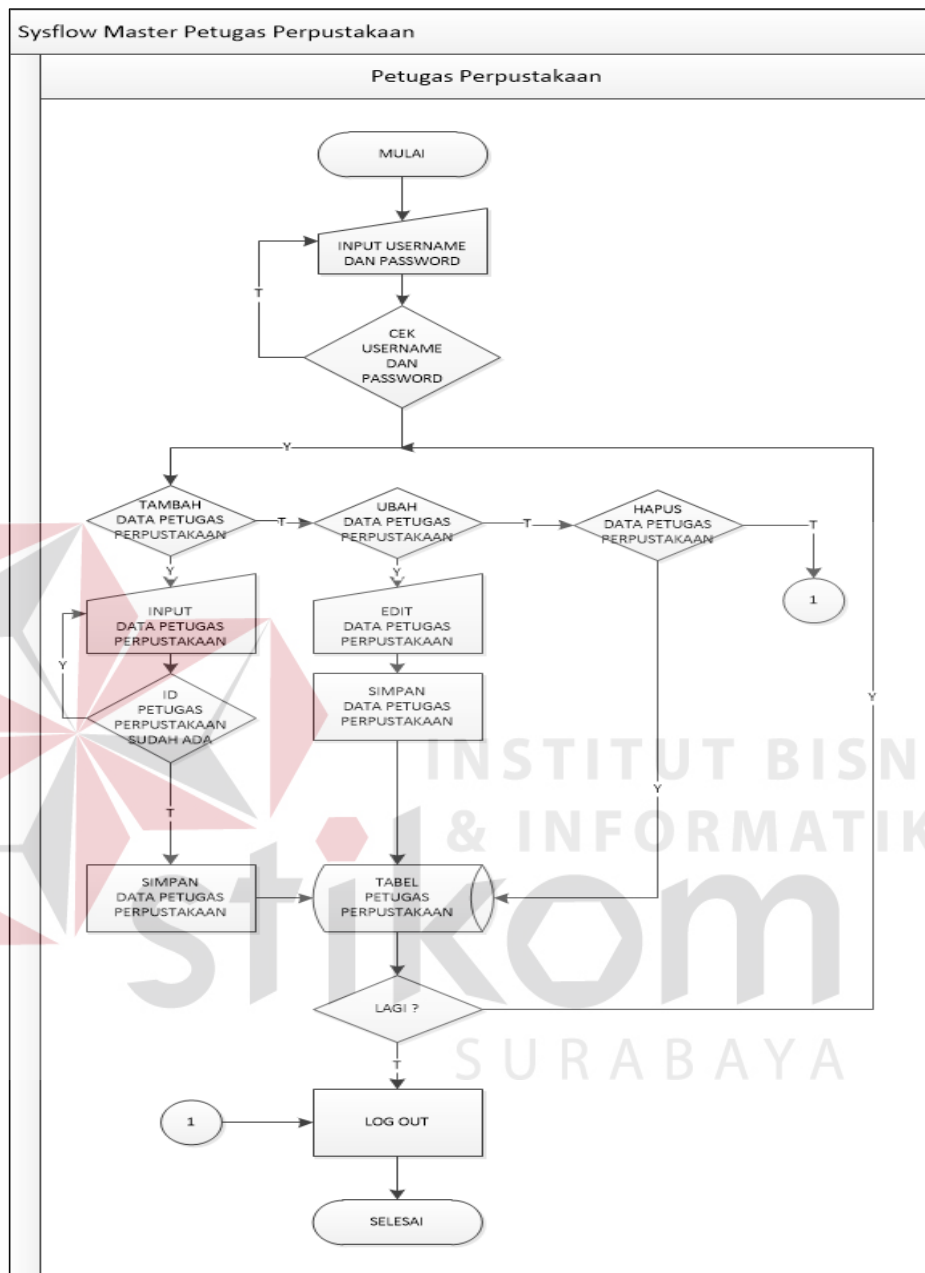 Sysflow Master Petugas Perpustakaan
Petugas Perpustakaan
MULAI
INPUT USERNAME
DAN PASSWORD
T
CEK
USERNAME
DAN
PASSWORD
Y
TAMBAH
DATA PETUGAS
PERPUSTAKAAN
T
UBAH
DATA PETUGAS
PERPUSTAKAAN
T
HAPUS
DATA PETUGAS
PERPUSTAKAAN
T
1
Y
INPUT
DATA PETUGAS
PERPUSTAKAAN
Y
ID
PETUGAS
PERPUSTAKAAN
SUDAH ADA
T
SIMPAN
DATA PETUGAS
PERPUSTAKAAN
Y
EDIT
DATA PETUGAS
PERPUSTAKAAN
SIMPAN
DATA PETUGAS
PERPUSTAKAAN
Y
Y
TABEL
PETUGAS
PERPUSTAKAAN
LAGI ?
T
1
LOG OUT
SELESAI
INSTITUT BISN
& INFORMATIK
stikom
SURABAYA